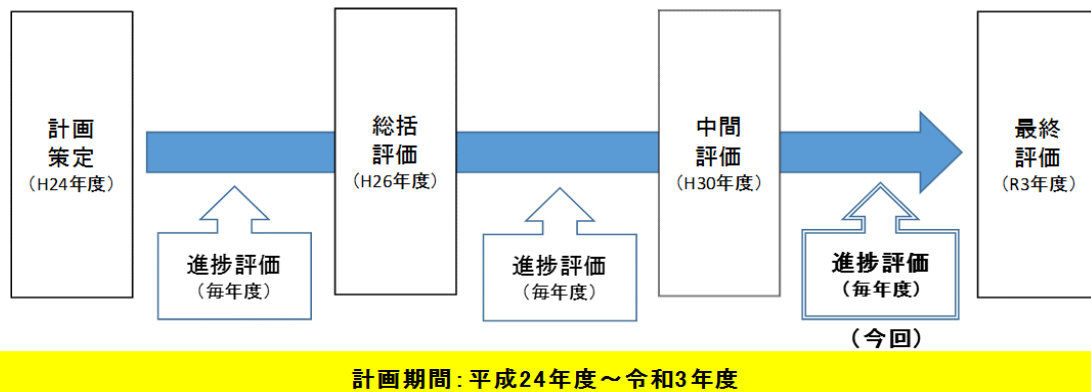 計画
策定
（H24年度）
進捗評価
（毎年度）
総括
評価
（H26年度）
進捗評価
（毎年度）
中間
評価
（H30年度）
進捗評価
（毎年度）
（今回）
最終
評価
（R3年度）
計画期間：平成24年度～令和3年度